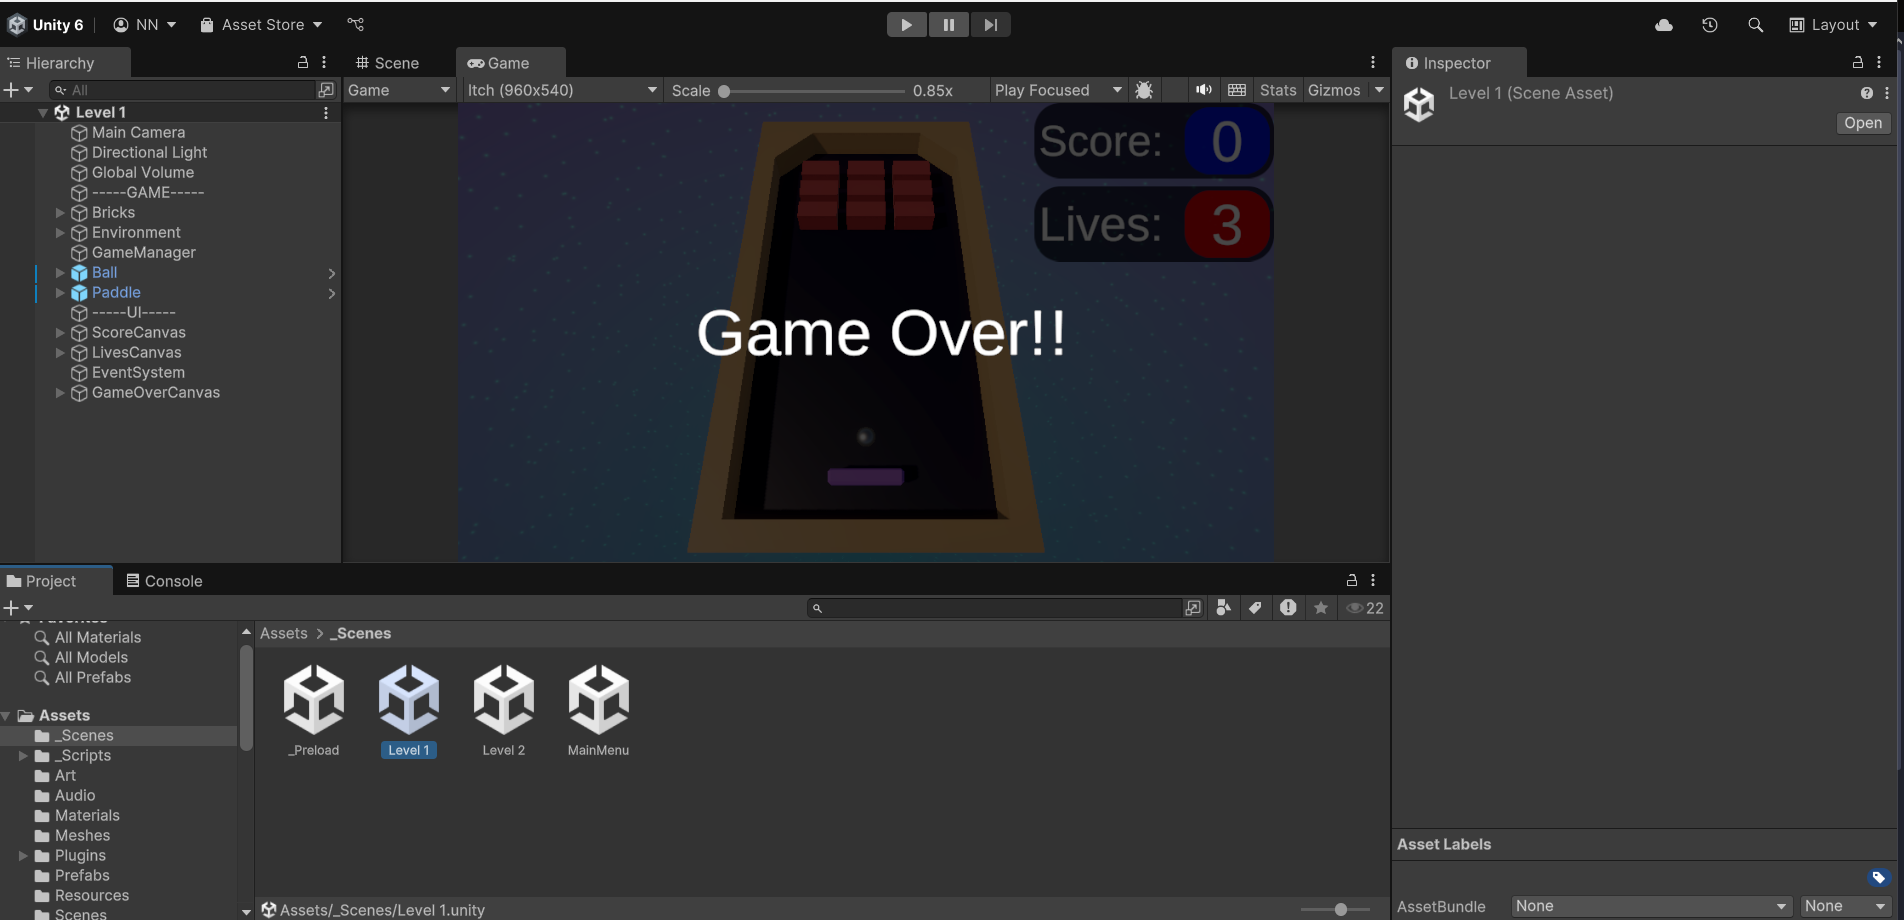 Unity 6
NN
Asset Store
Layout
Hierarchy
All
Level 1
Main Camera
Directional Light
Global Volume
-----GAME-----
Bricks
Environment
GameManager
Ball
Paddle
-----UI-----
ScoreCanvas
LivesCanvas
EventSystem
GameOverCanvas
Scene
Game
Game
Itch (960x540)
Scale
0.85x
Play Focused
Stats
Gizmos
Score: 0
Lives: 3
Game Over!!
Inspector
Level 1 (Scene Asset)
Open
Project
Console
22
Favorites
All Materials
All Models
All Prefabs
Assets
_Scenes
_Scripts
Art
Audio
Materials
Meshes
Plugins
Prefabs
Resources
Scenes
Assets > _Scenes
_Preload
Level 1
Level 2
MainMenu
Assets/_Scenes/Level 1.unity
Asset Labels
AssetBundle
None
None